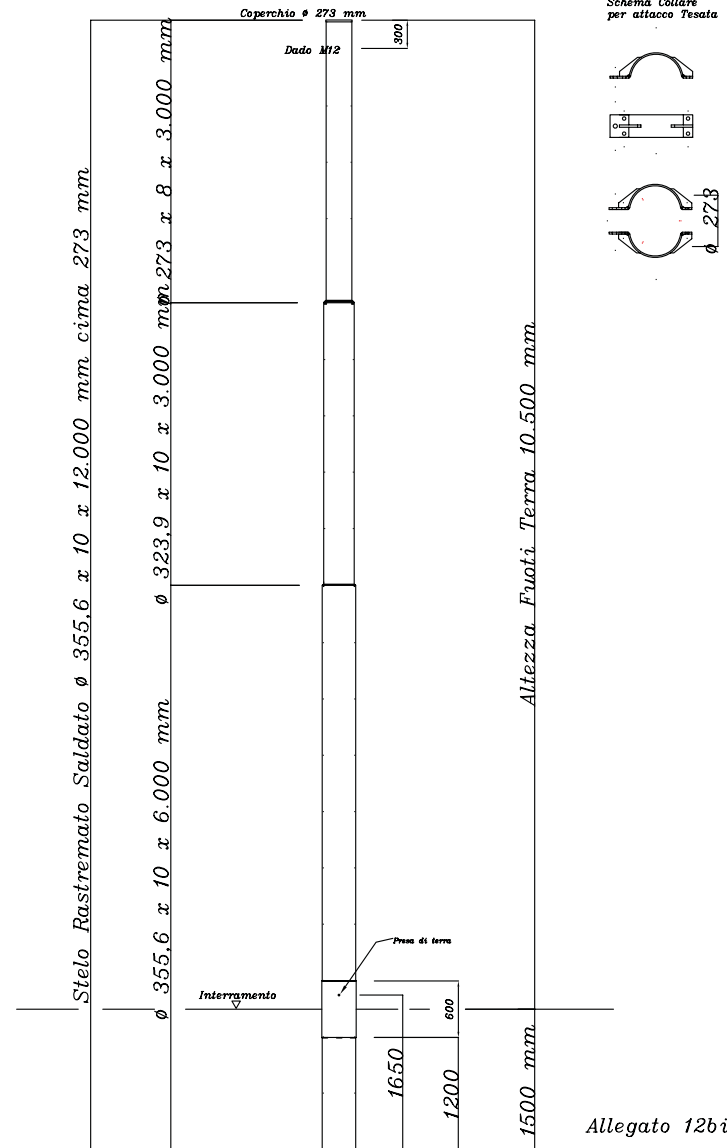 Schema Collare
per attacco Tesata
Coperchio ø 273 mm
Dado M12
300
ø 273
ø 273 x 8 x 3.000 mm
ø 323,9 x 10 x 3.000 mm
ø 355,6 x 10 x 6.000 mm
Stelo Rastremato Saldato ø 355,6 x 10 x 12.000 mm cima 273 mm
Altezza Fuoti Terra 10.500 mm
Presa di terra
Interramento
600
1650
1200
1500 mm
Allegato 12bi